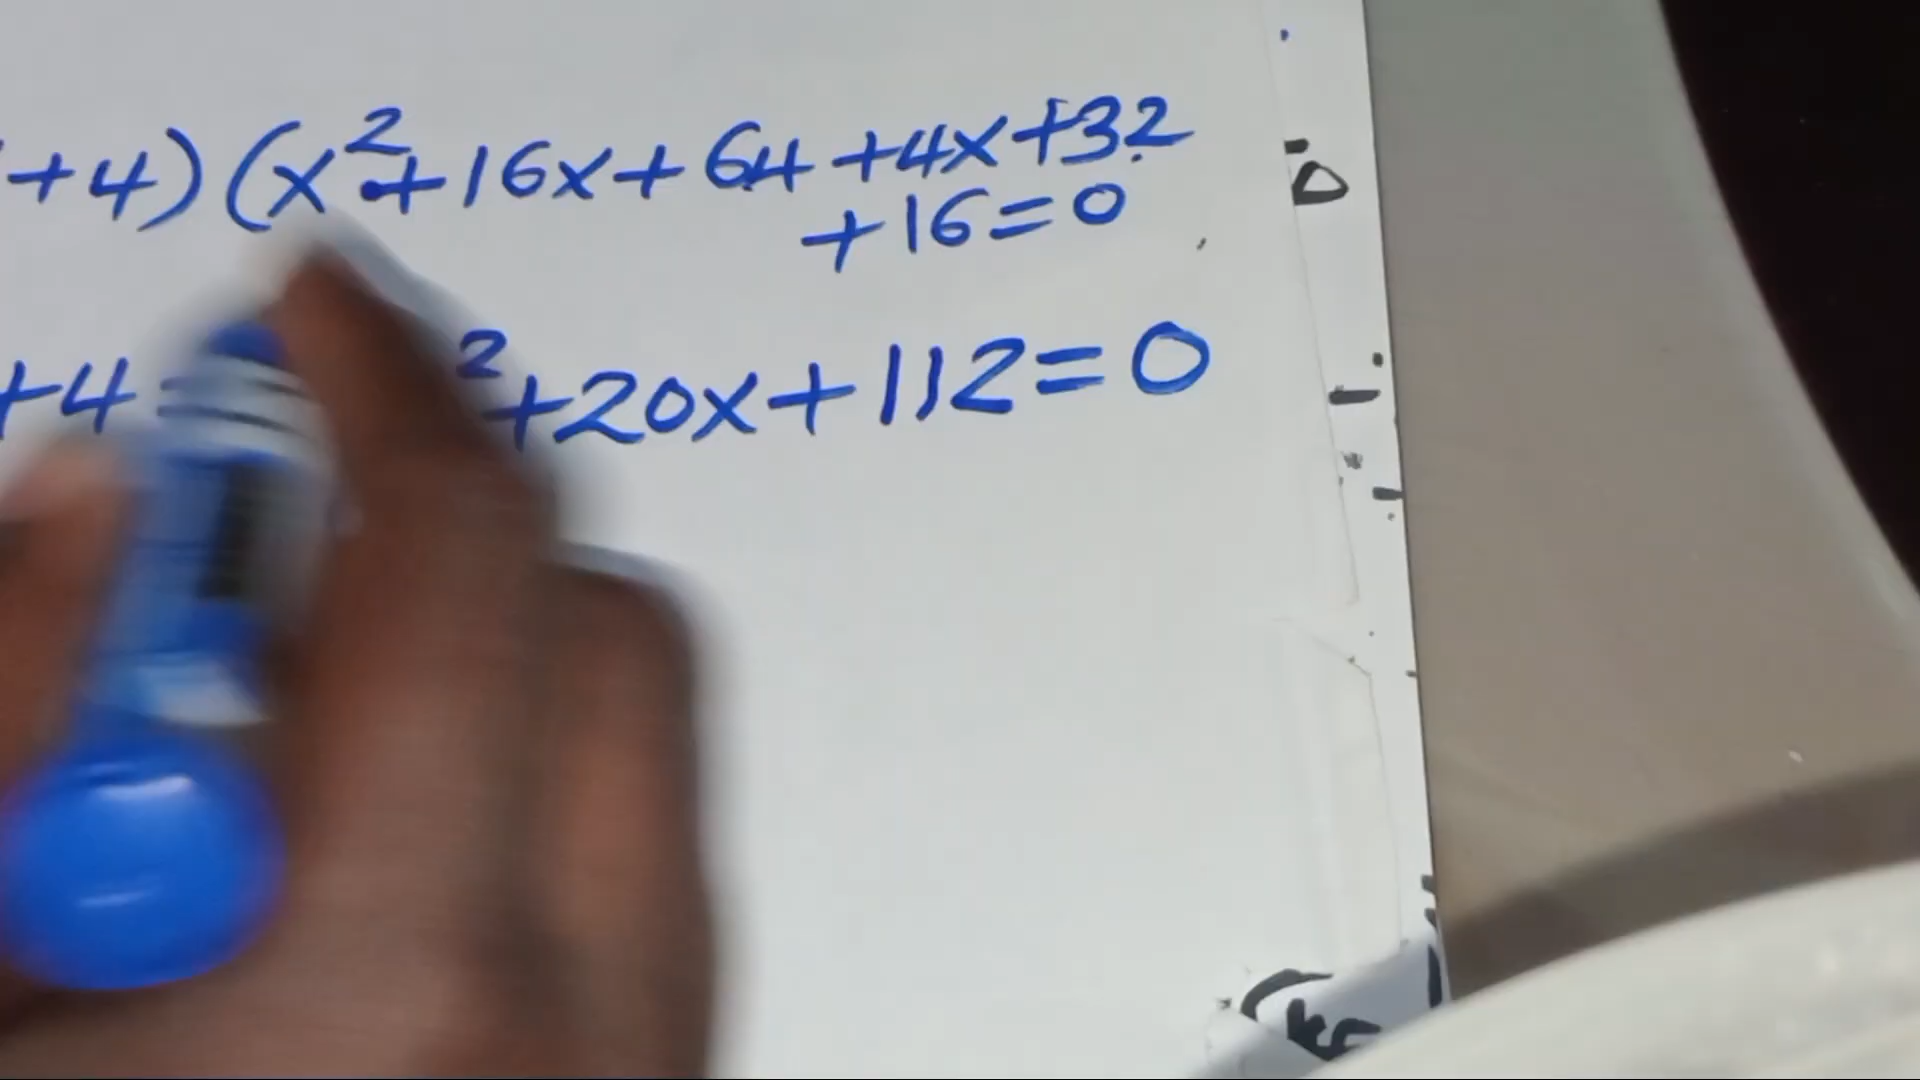 +4) (x²+16x+64+4x+32
+16=0
+4 ²+20x+112=0